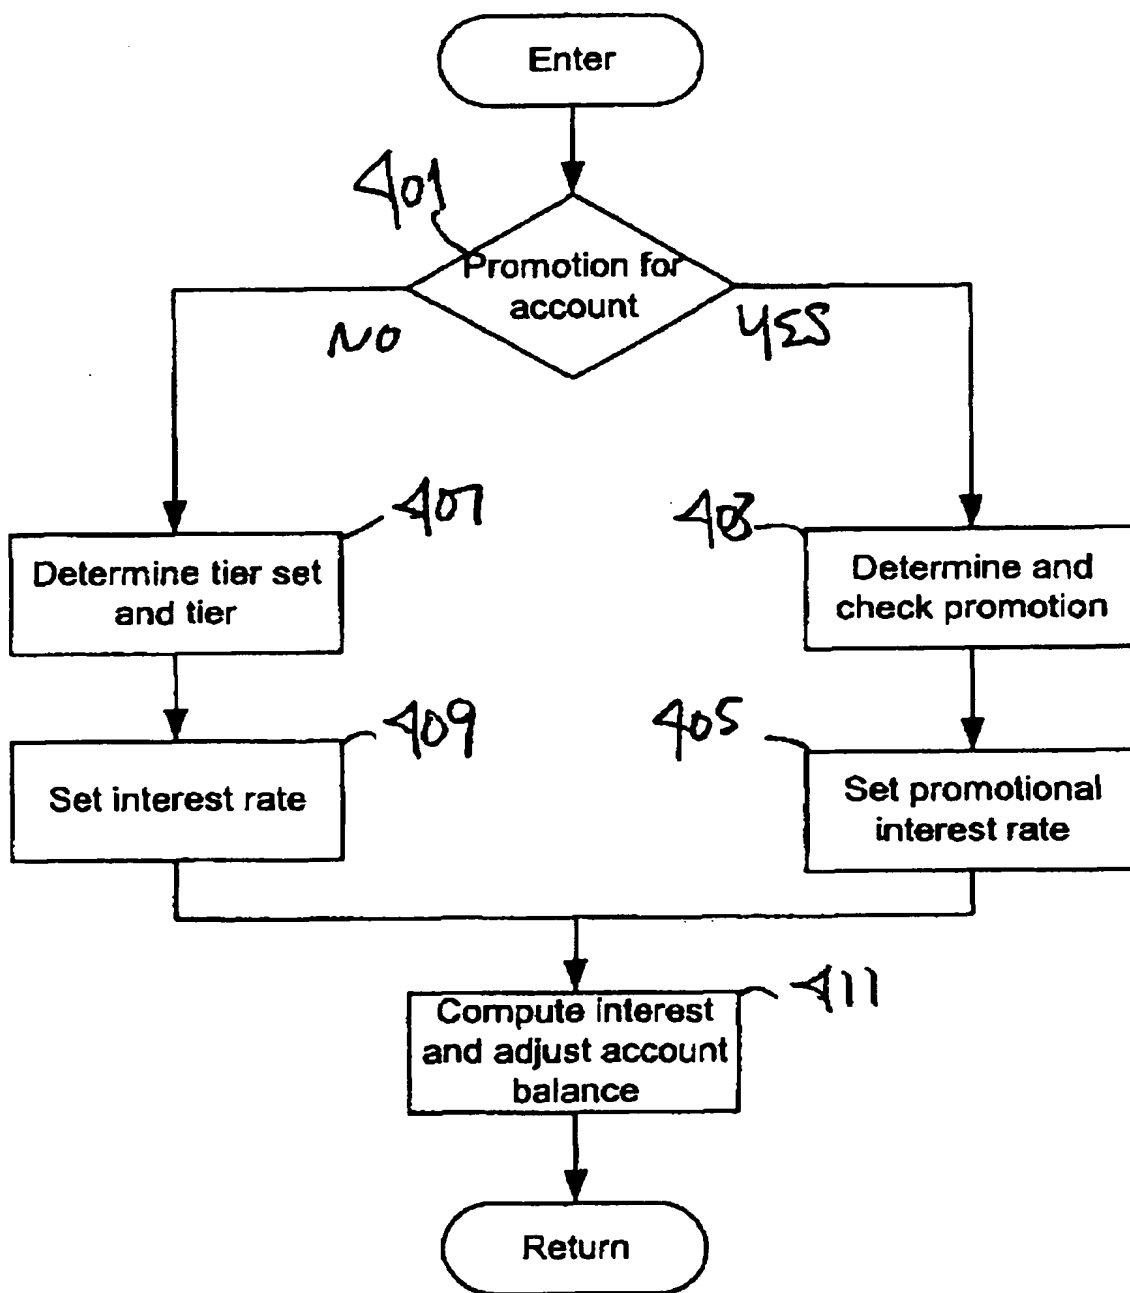 Enter
401
Promotion for
account
NO
YES
407
Determine tier set
and tier
403
Determine and
check promotion
409
Set interest rate
405
Set promotional
interest rate
411
Compute interest
and adjust account
balance
Return